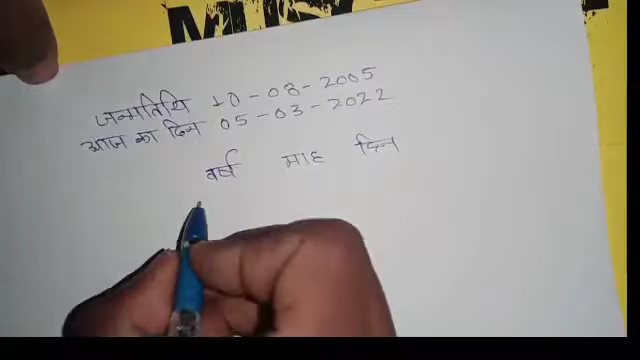 जन्मतिथि 10-08-2005
आज का दिन 05-03-2022
वर्ष माह दिन